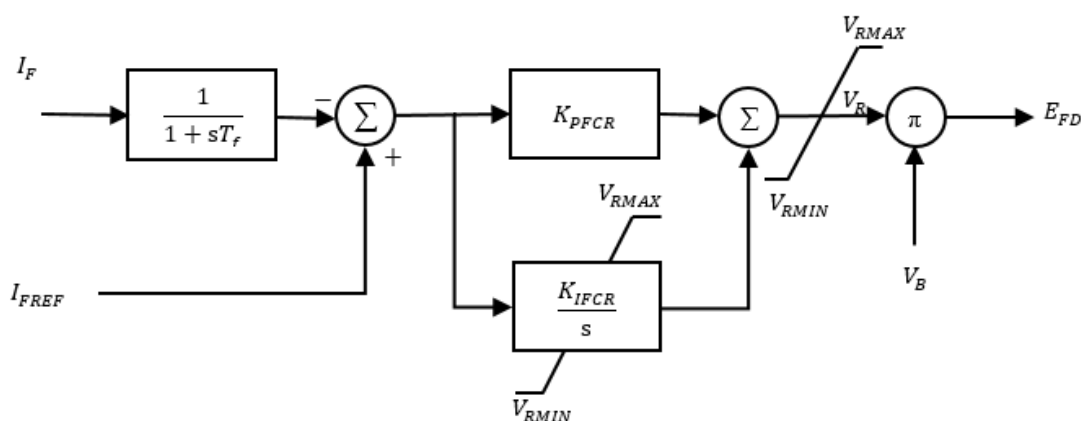 I_F
1
1 + sT_f
−
Σ
+
K_PFCR
Σ
V_RMAX
V_R
V_RMIN
π
E_FD
V_RMAX
I_FREF
K_IFCR
s
V_RMIN
V_B